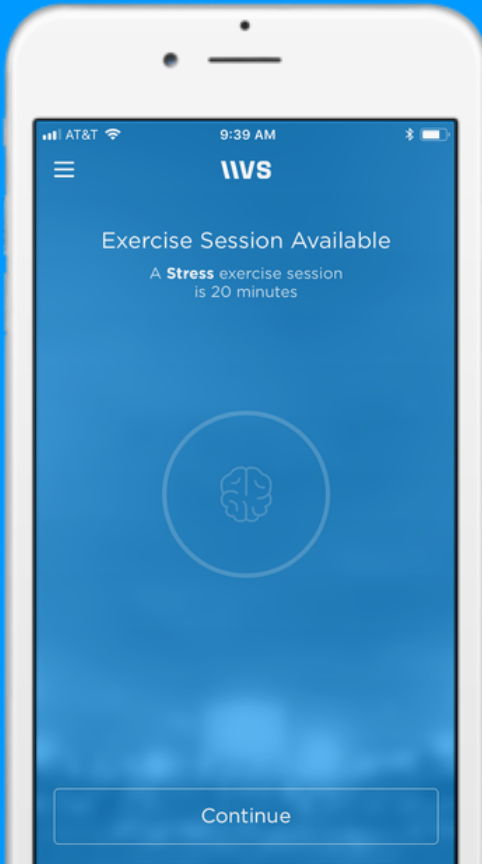 AT&T
9:39 AM
\\VS
Exercise Session Available
A Stress exercise session
is 20 minutes
Continue